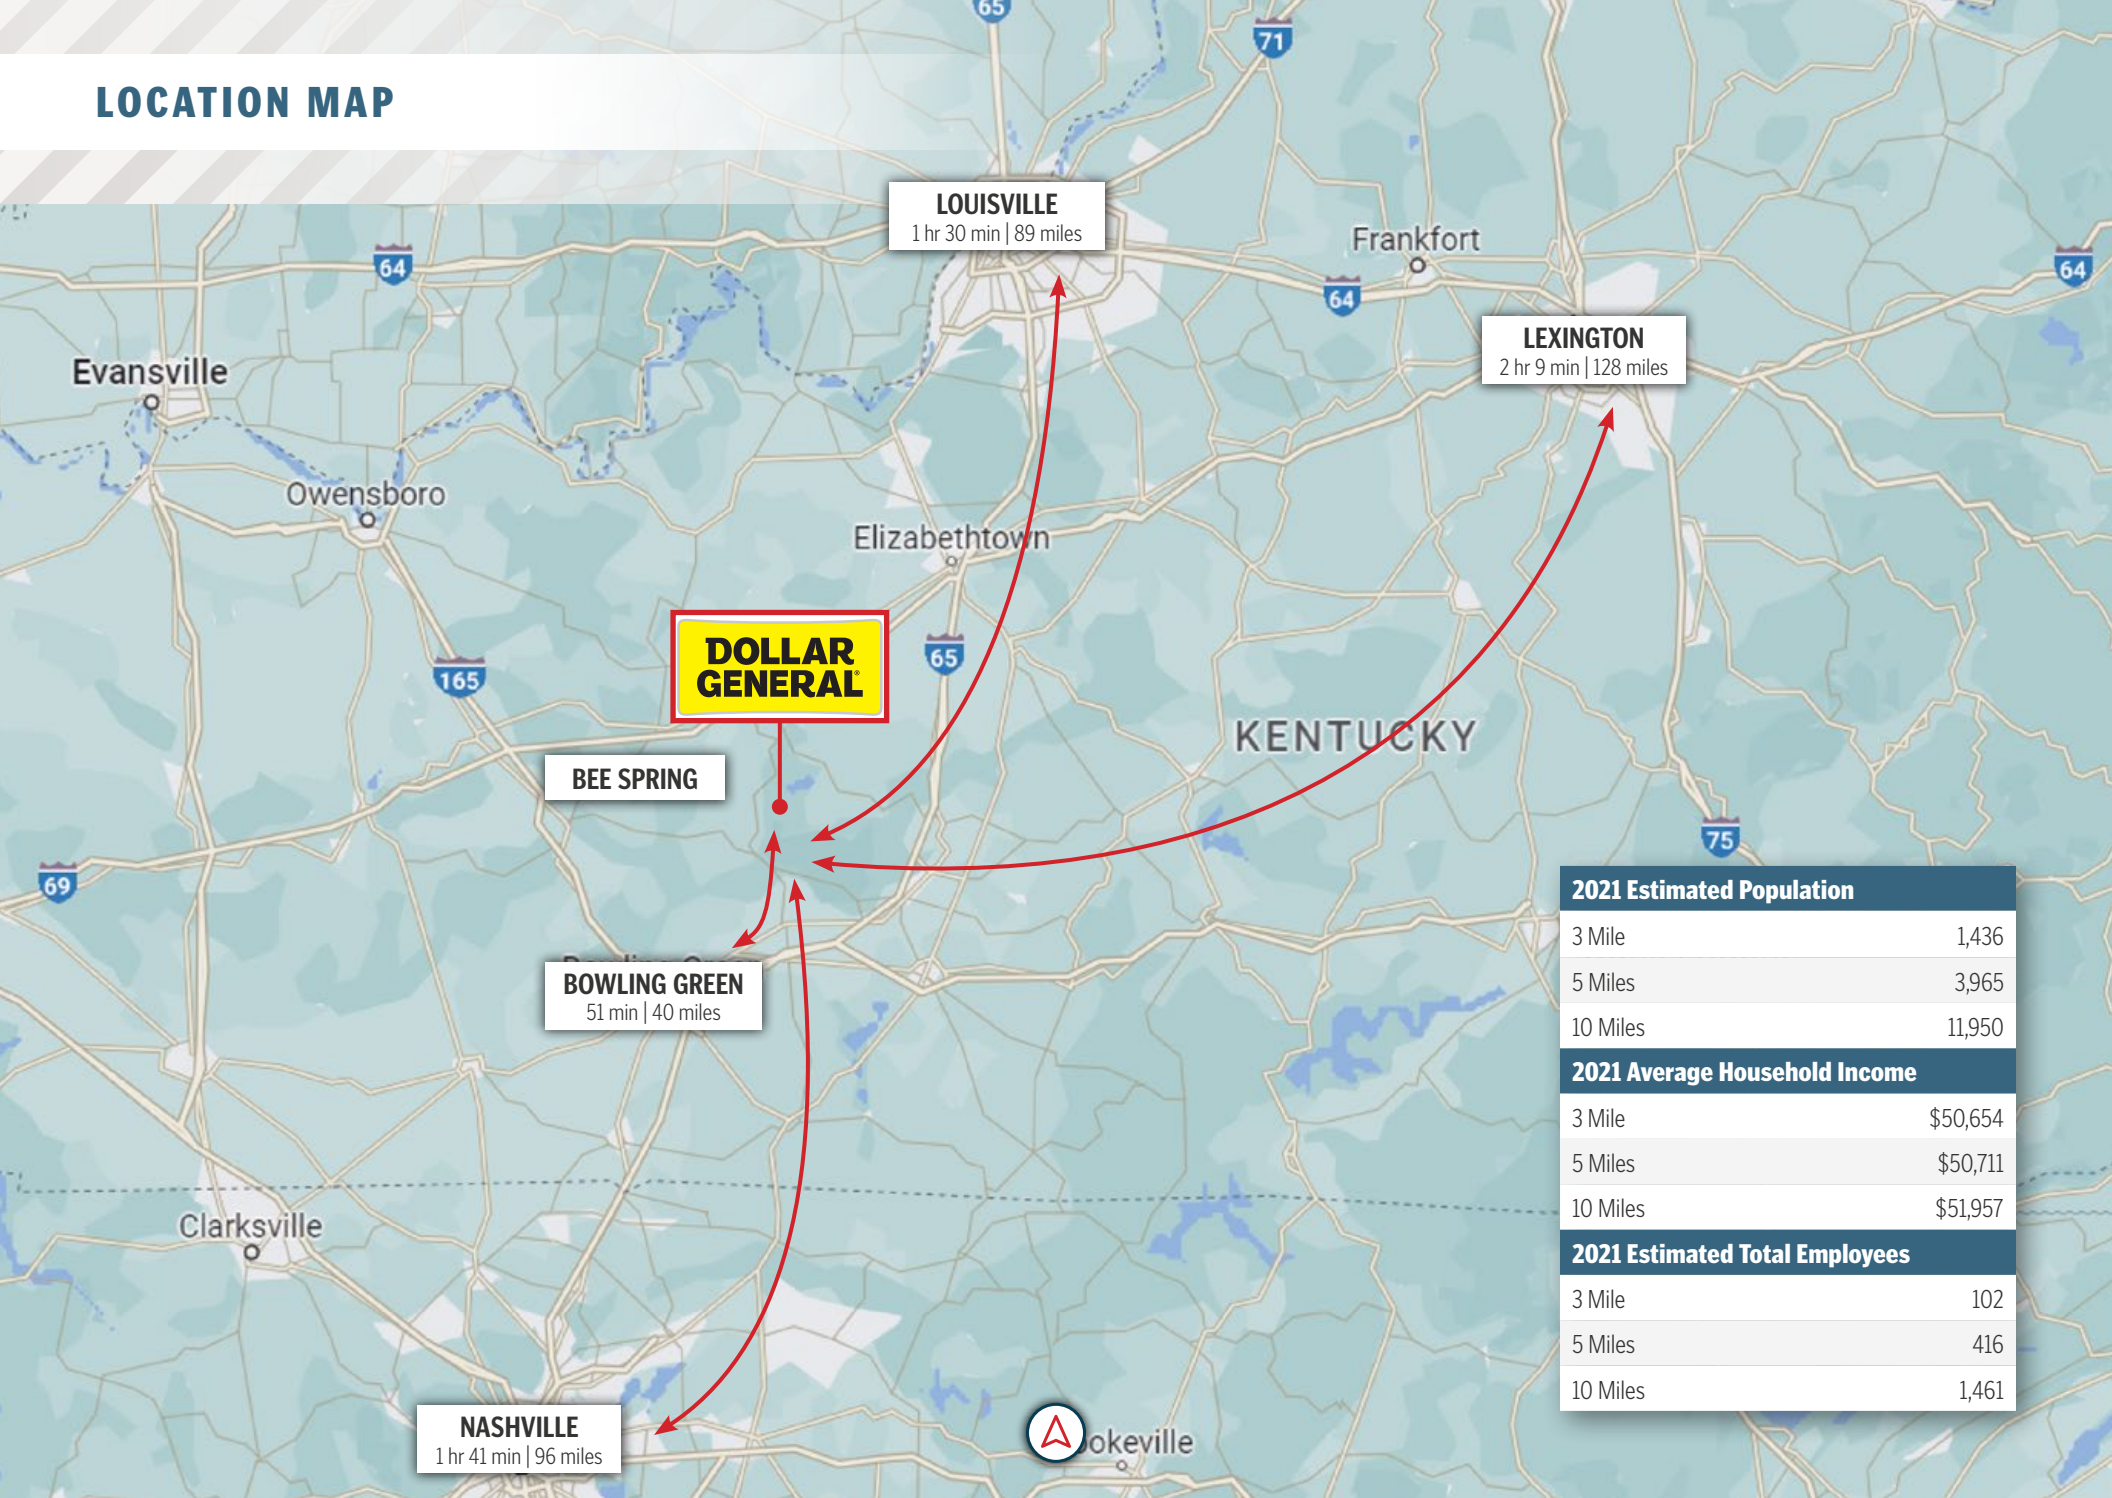 LOCATION MAP
65
71
LOUISVILLE
1 hr 30 min | 89 miles
Frankfort
64
64
64
LEXINGTON
2 hr 9 min | 128 miles
Evansville
Owensboro
Elizabethtown
DOLLAR
GENERAL®
65
165
KENTUCKY
BEE SPRING
75
69
BOWLING GREEN
51 min | 40 miles
2021 Estimated Population
3 Mile 1,436
5 Miles 3,965
10 Miles 11,950
2021 Average Household Income
3 Mile $50,654
5 Miles $50,711
10 Miles $51,957
2021 Estimated Total Employees
3 Mile 102
5 Miles 416
10 Miles 1,461
Clarksville
NASHVILLE
1 hr 41 min | 96 miles
okeville